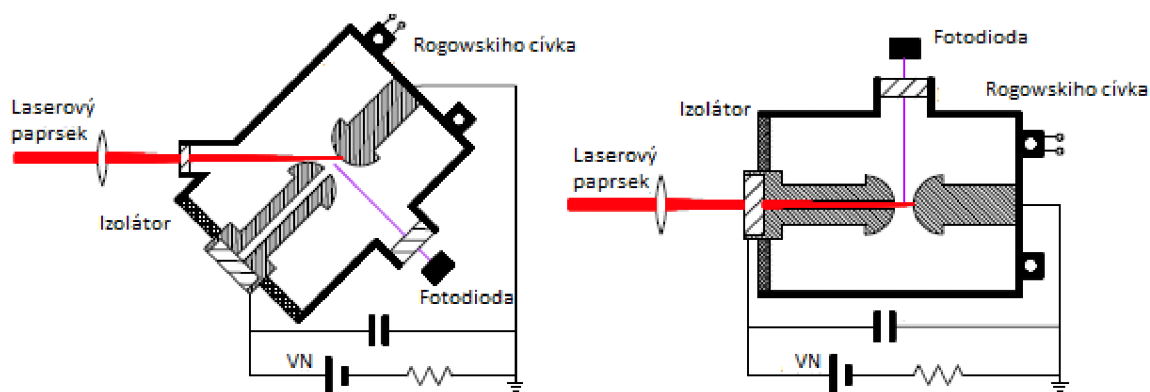 Rogowskiho cívka
Laserový
paprsek
Izolátor
Fotodioda
VN
Fotodioda
Rogowskiho cívka
Izolátor
Laserový
paprsek
VN